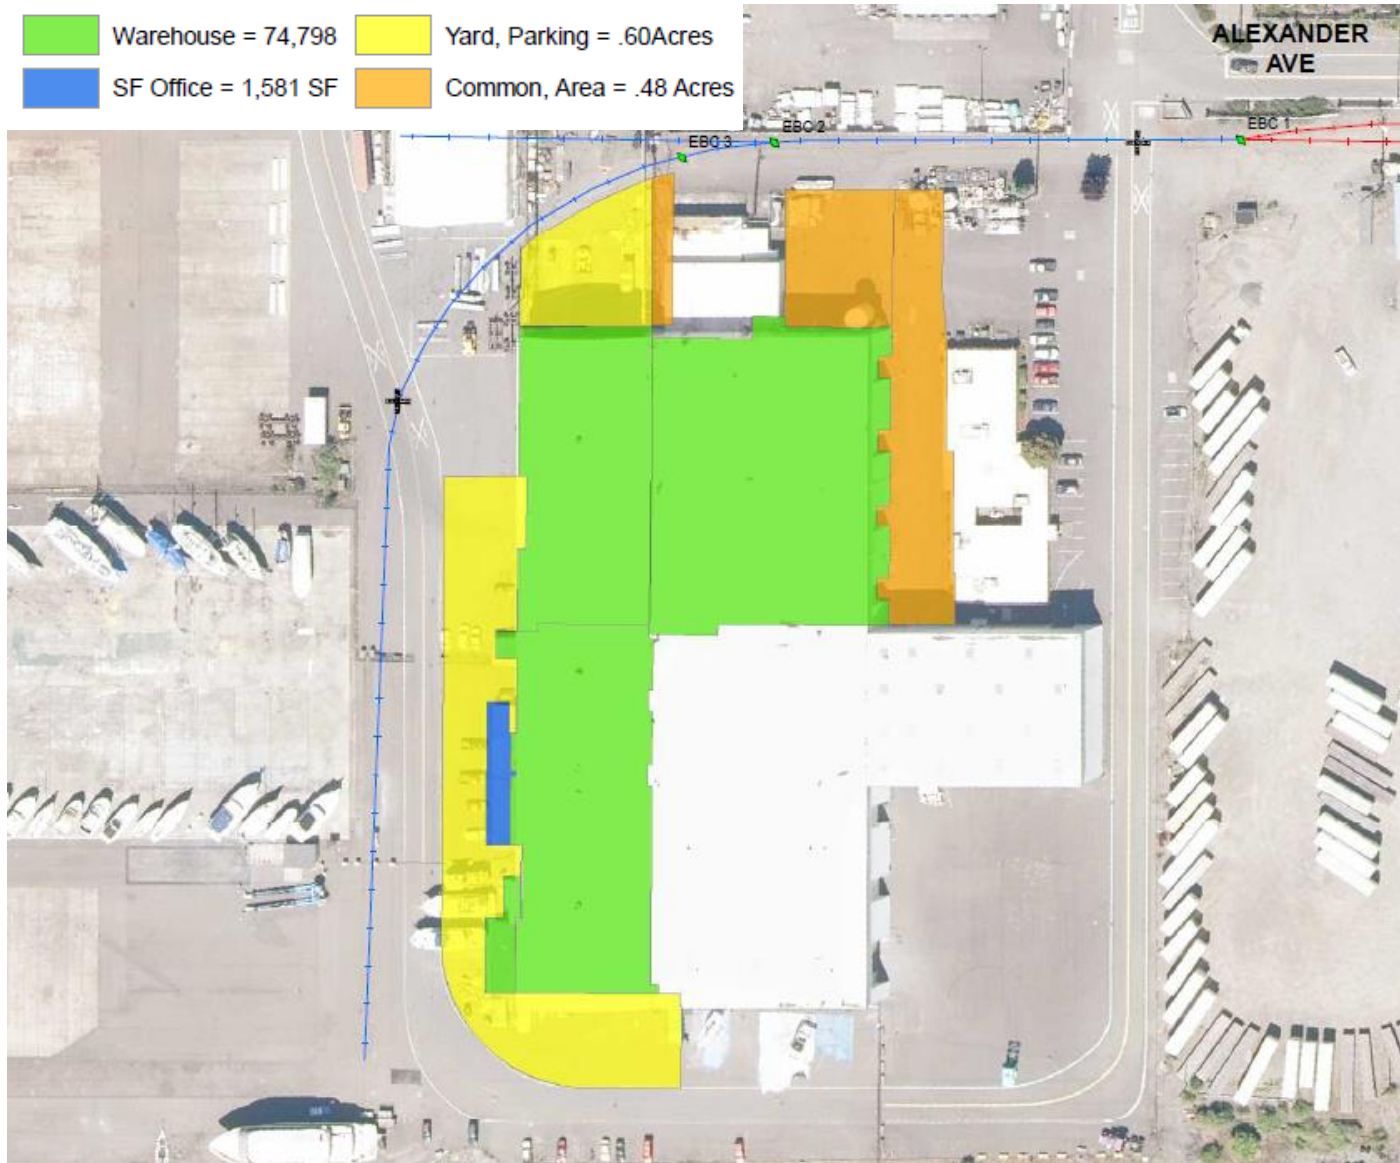 Warehouse = 74,798
Yard, Parking = .60Acres
SF Office = 1,581 SF
Common, Area = .48 Acres
ALEXANDER
AVE
EBC 1
EBC 2
EBC 3